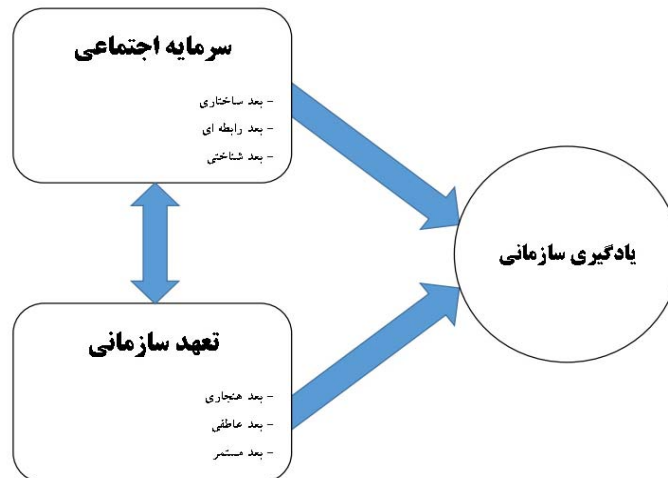 سرمایه اجتماعی
- بعد ساختاری
- بعد رابطه ای
- بعد شناختی
یادگیری سازمانی
تعهد سازمانی
- بعد هنجاری
- بعد عاطفی
- بعد مستمر